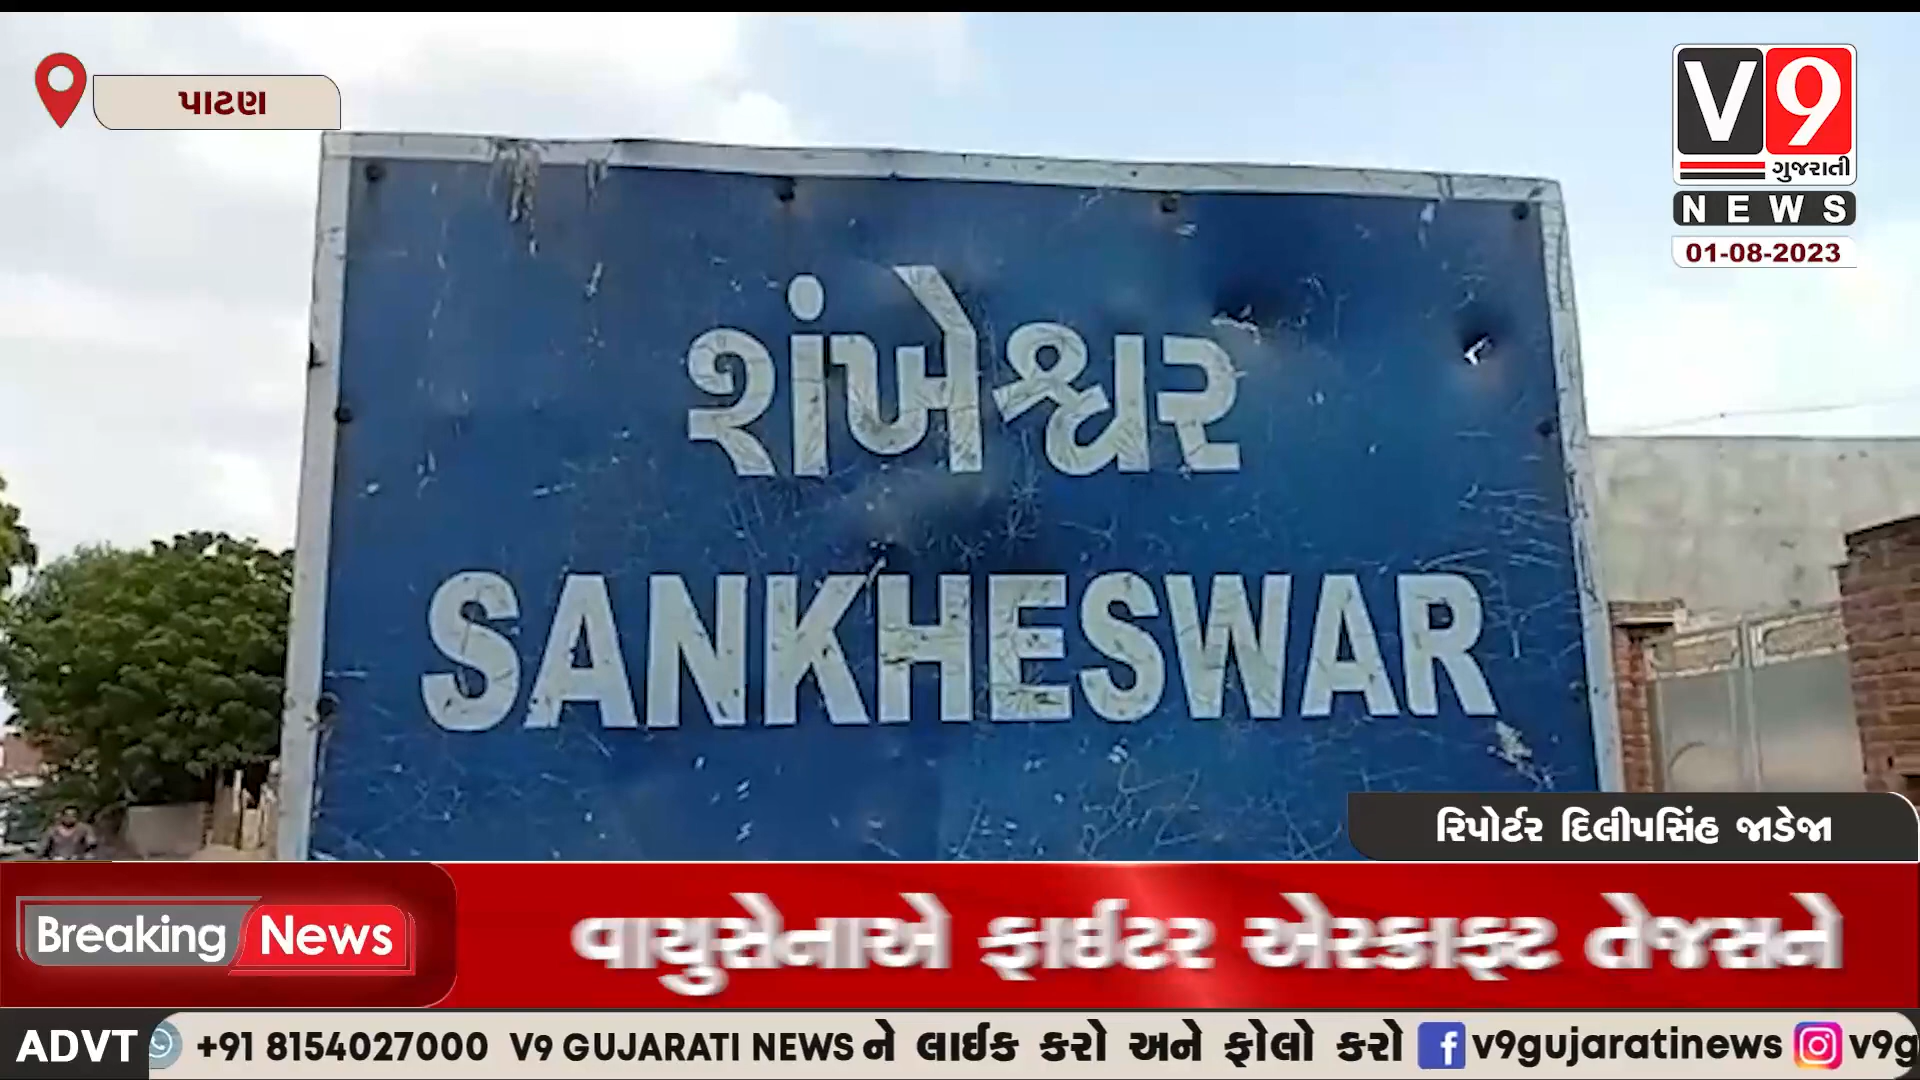 પાટણ
V9
ગુજરાતી
NEWS
01-08-2023
શંખેશ્વર
SANKHESWAR
રિપોર્ટર દિલીપસિંહ જાડેજા
Breaking News
વાયુસેનાએ ફાઈટર એરક્રાફ્ટ તેજસને
ADVT +91 8154027000 V9 GUJARATI NEWS ને લાઈક કરો અને ફોલો કરો v9gujaratinews v9g